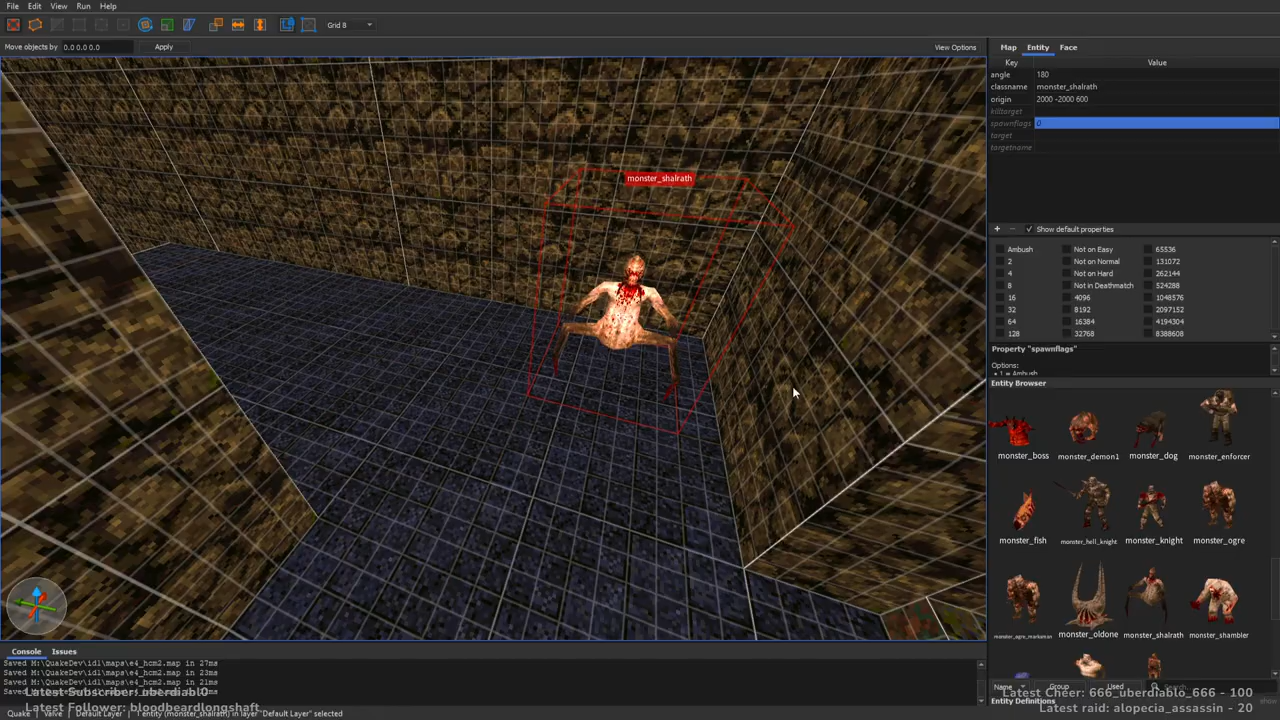 File Edit View Run Help
Grid 8
Move objects by 0.0 0.0 0.0 Apply View Options
Map Entity Face
Key Value
angle 180
classname monster_shalrath
origin 2000 -2000 600
killtarget
spawnflags 0
target
targetname
monster_shalrath
+ − Show default properties
Ambush Not on Easy 65536
2 Not on Normal 131072
4 Not on Hard 262144
8 Not in Deathmatch 524288
16 4096 1048576
32 8192 2097152
64 16384 4194304
128 32768 8388608
Property "spawnflags"
Options:
• 1 = Ambush
Entity Browser
monster_boss monster_demon1 monster_dog monster_enforcer
monster_fish monster_hell_knight monster_knight monster_ogre
monster_ogre_marksman monster_oldone monster_shalrath monster_shambler
Name Group Used Search...
Entity Definitions
Console Issues
Saved M:\QuakeDev\id1\maps\e4_hcm2.map in 27ms
Saved M:\QuakeDev\id1\maps\e4_hcm2.map in 23ms
Saved M:\QuakeDev\id1\maps\e4_hcm2.map in 21ms
Latest Follower: bloodbeardlongshaft
Quake Valve Default Layer 1 entity (monster_shalrath) in layer "Default Layer" selected
Latest Cheer: 666_uberdiablo_666 - 100
Latest raid: alopecia_assassin - 20